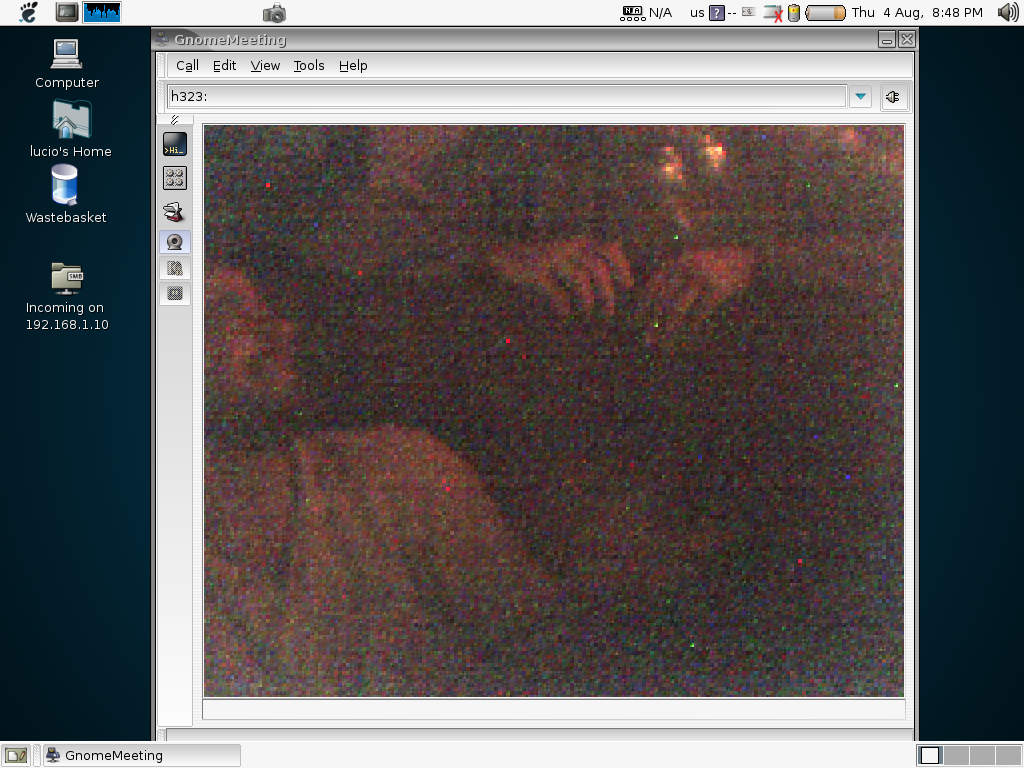 N/A
us
?
--
Thu 4 Aug, 8:48 PM
GnomeMeeting
Call Edit View Tools Help
h323:
>Hi_
Computer
lucio's Home
Wastebasket
SMB
Incoming on
192.168.1.10
GnomeMeeting